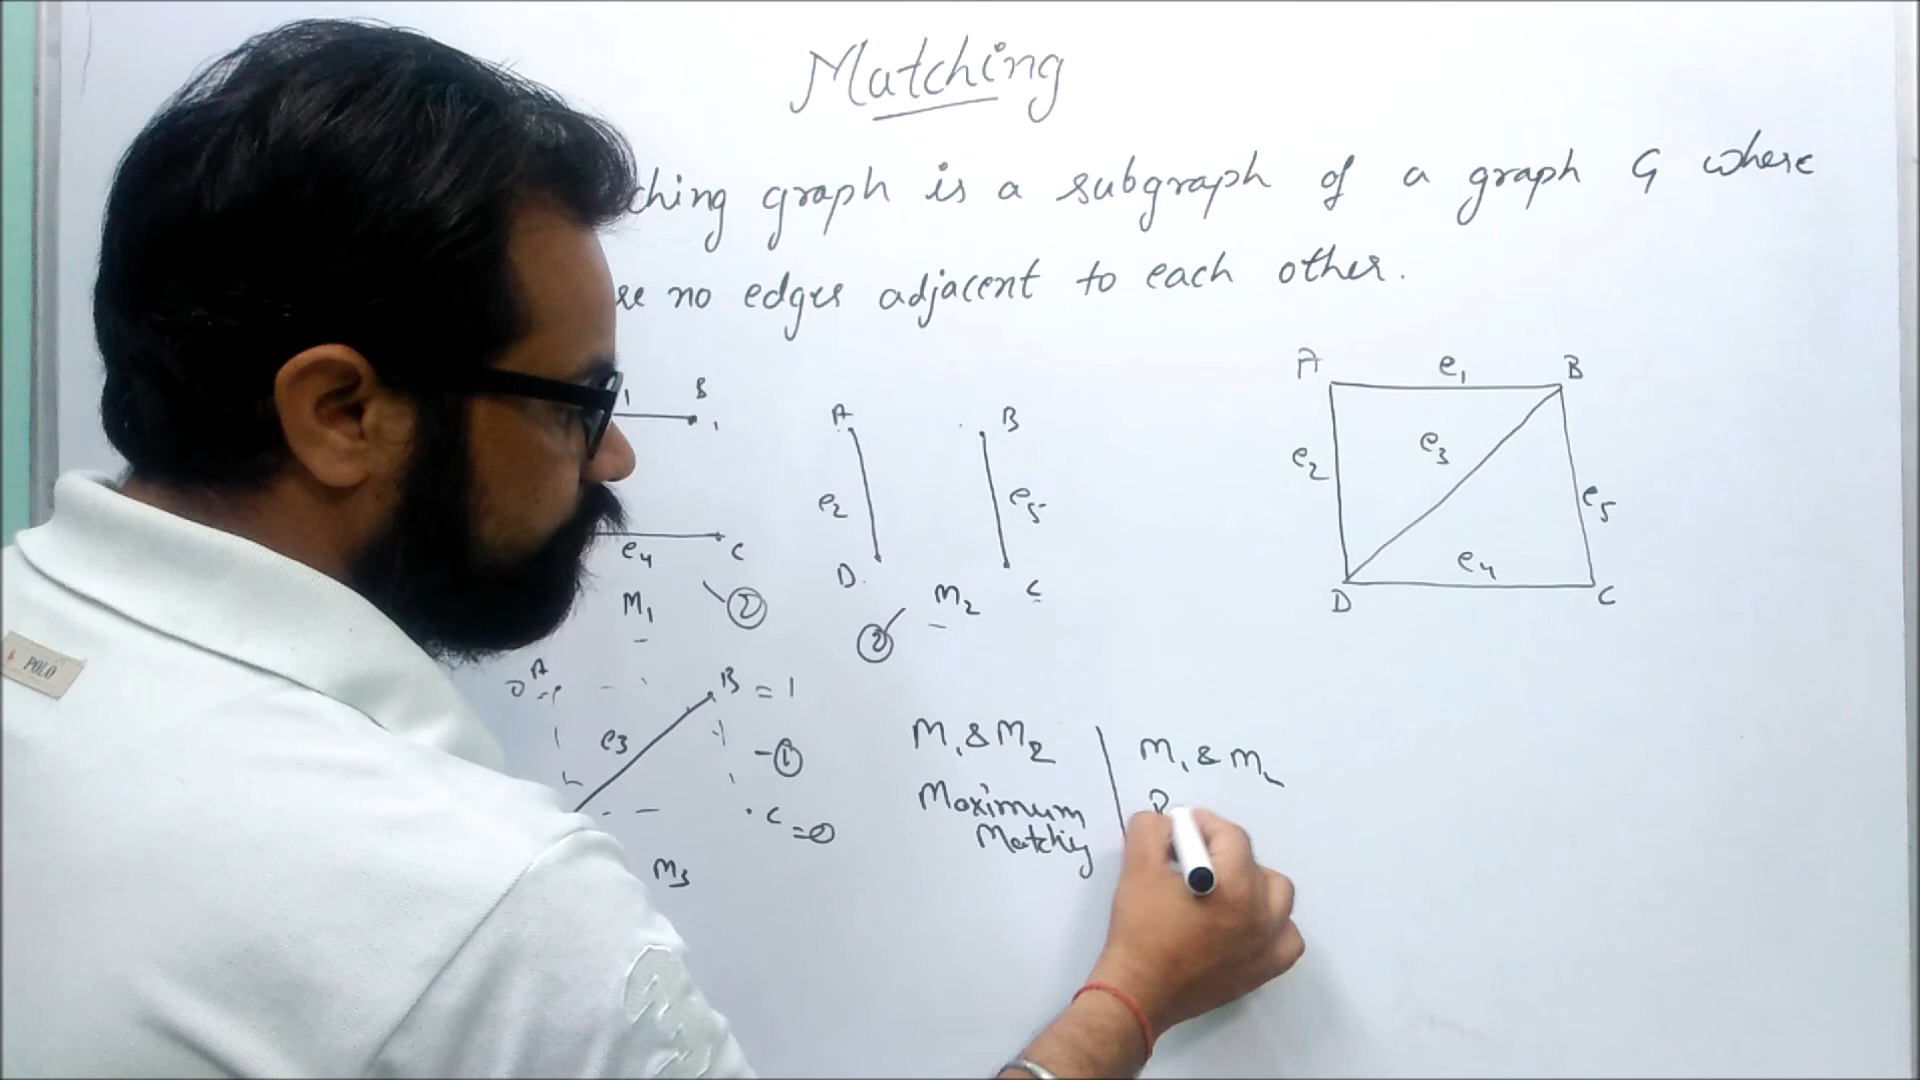 Matching
ching graph is a subgraph of a graph G where
re no edges adjacent to each other.
A e1 B
e2 e3 e5
e4
D C
1 B
e4 C
M1 2
A B
e2 e5
D C
2 M2
0 A B = 1
e3 - 1
C = 0
M3
M1 & M2
Maximum
Matching
M1 & M2
P
POLO